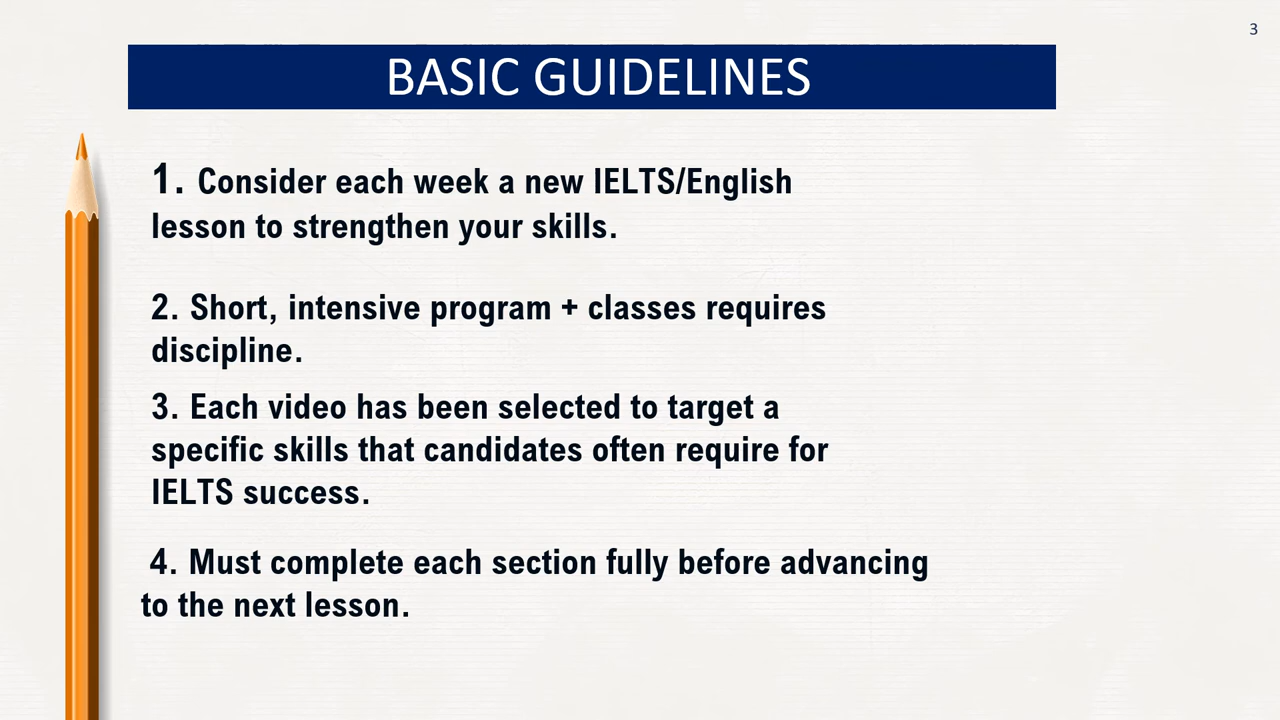 3
BASIC GUIDELINES
1. Consider each week a new IELTS/English
lesson to strengthen your skills.
2. Short, intensive program + classes requires
discipline.
3. Each video has been selected to target a
specific skills that candidates often require for
IELTS success.
4. Must complete each section fully before advancing
to the next lesson.